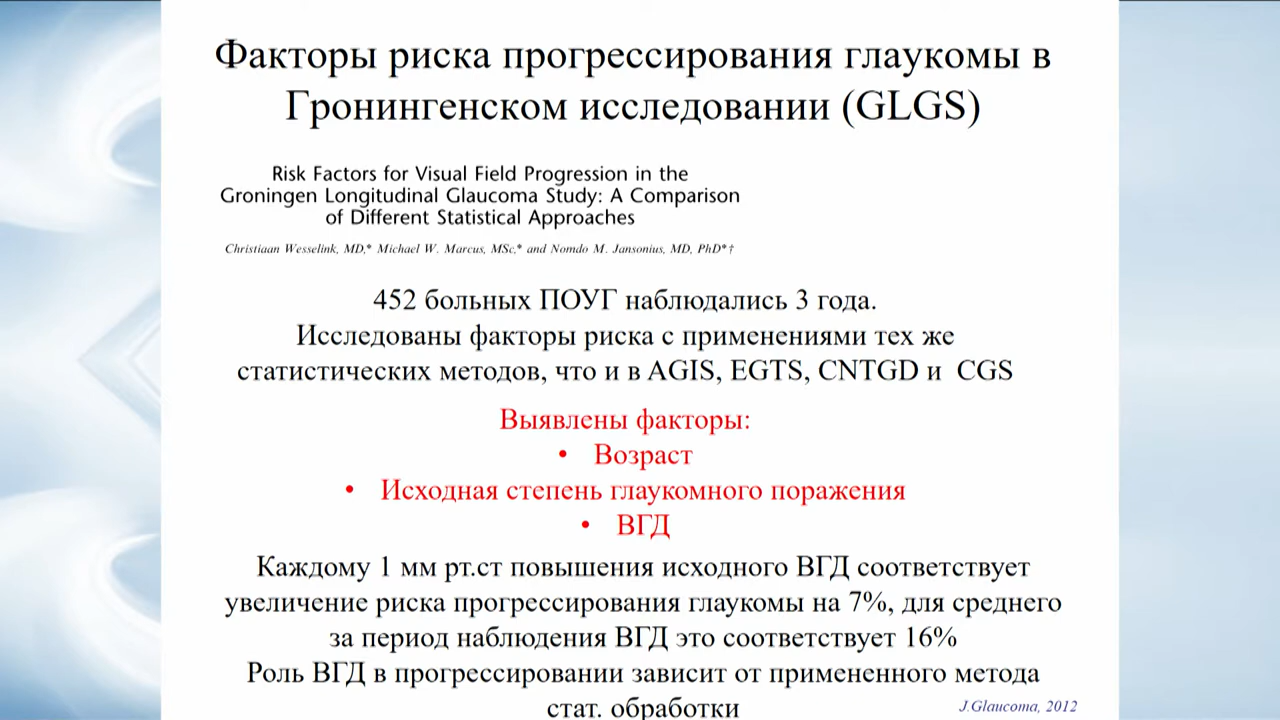 Факторы риска прогрессирования глаукомы в
Гронингенском исследовании (GLGS)
Risk Factors for Visual Field Progression in the
Groningen Longitudinal Glaucoma Study: A Comparison
of Different Statistical Approaches
Christiaan Wesselink, MD,* Michael W. Marcus, MSc,* and Nomdo M. Jansonius, MD, PhD*†
452 больных ПОУГ наблюдались 3 года.
Исследованы факторы риска с применениями тех же
статистических методов, что и в AGIS, EGTS, CNTGD и CGS
Выявлены факторы:
• Возраст
• Исходная степень глаукомного поражения
• ВГД
Каждому 1 мм рт.ст повышения исходного ВГД соответствует
увеличение риска прогрессирования глаукомы на 7%, для среднего
за период наблюдения ВГД это соответствует 16%
Роль ВГД в прогрессировании зависит от примененного метода
стат. обработки
J.Glaucoma, 2012